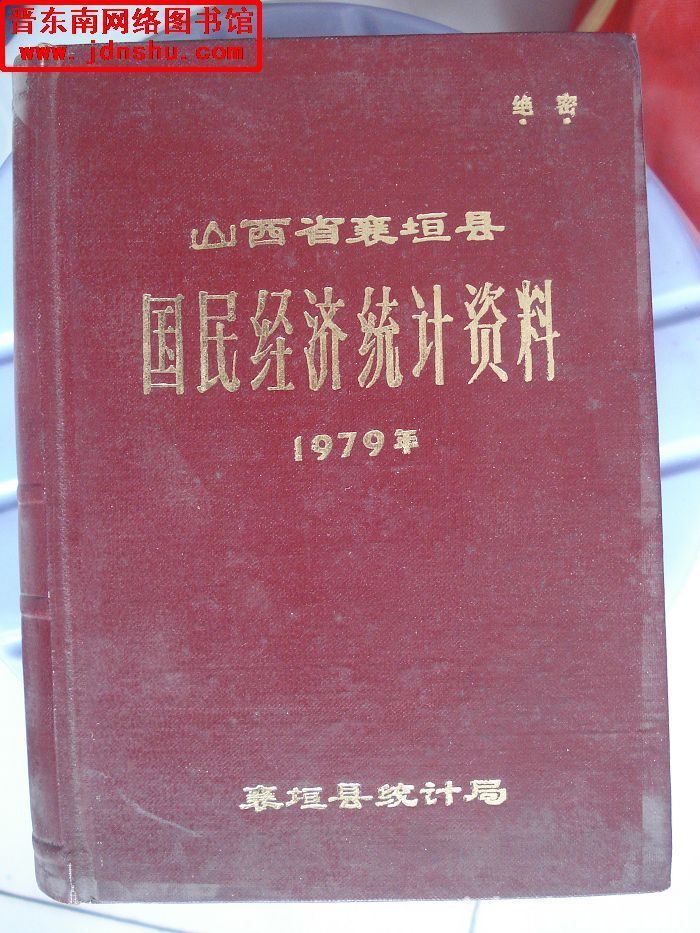 晋东南网络图书馆
www.jdnshu.com
绝密
山西省襄垣县
国民经济统计资料
1979年
襄垣县统计局